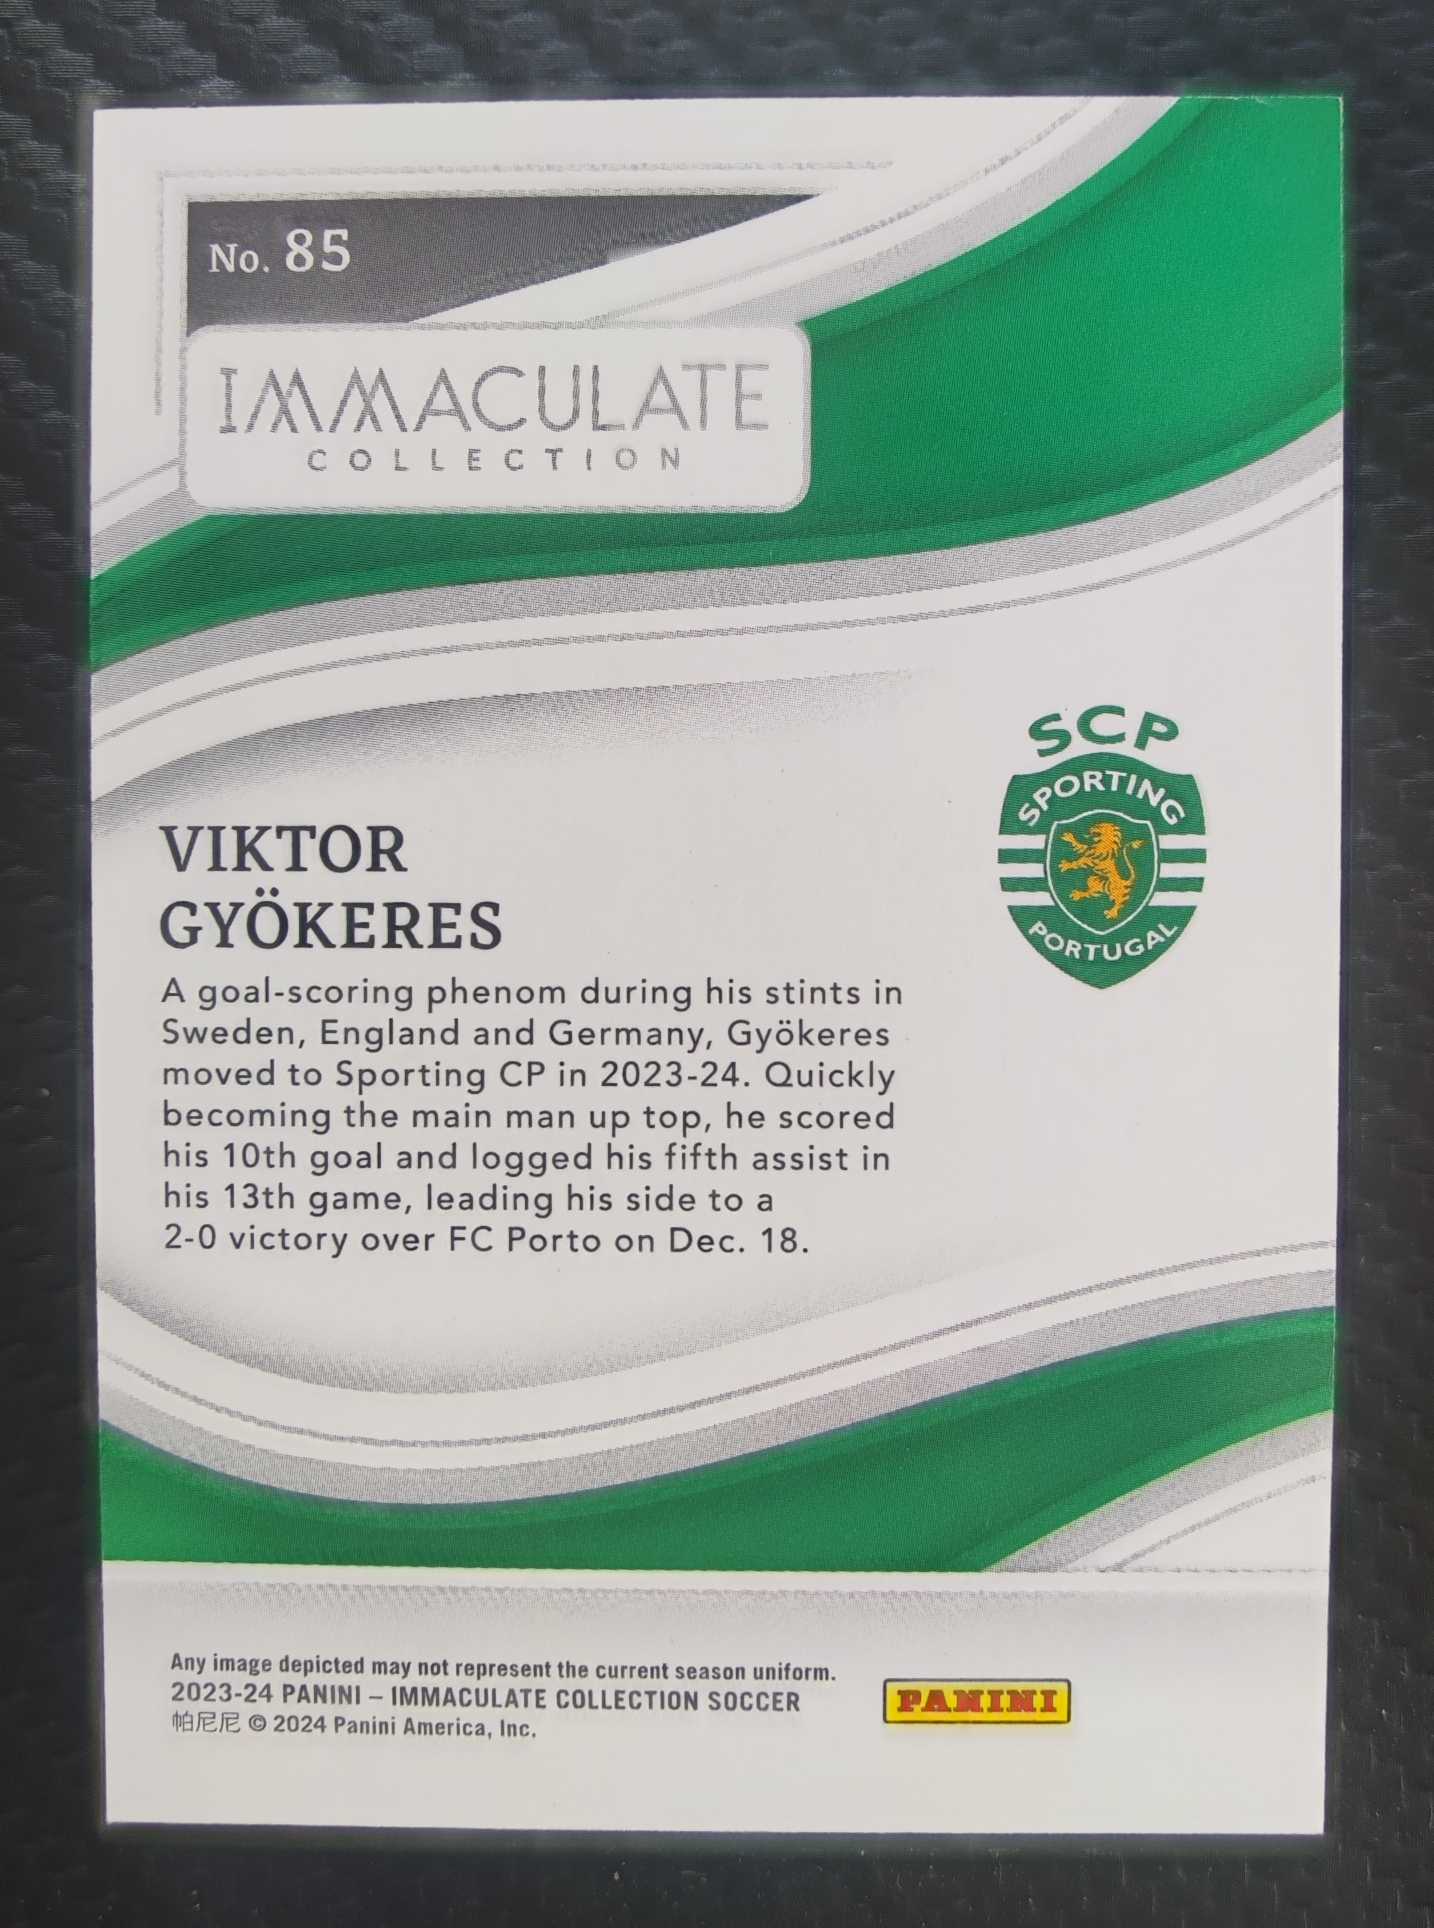 No. 85
IMMACULATE
COLLECTION
SCP
SPORTING
PORTUGAL
VIKTOR
GYÖKERES
A goal-scoring phenom during his stints in
Sweden, England and Germany, Gyökeres
moved to Sporting CP in 2023-24. Quickly
becoming the main man up top, he scored
his 10th goal and logged his fifth assist in
his 13th game, leading his side to a
2-0 victory over FC Porto on Dec. 18.
Any image depicted may not represent the current season uniform.
2023-24 PANINI – IMMACULATE COLLECTION SOCCER
帕尼尼 © 2024 Panini America, Inc.
PANINI